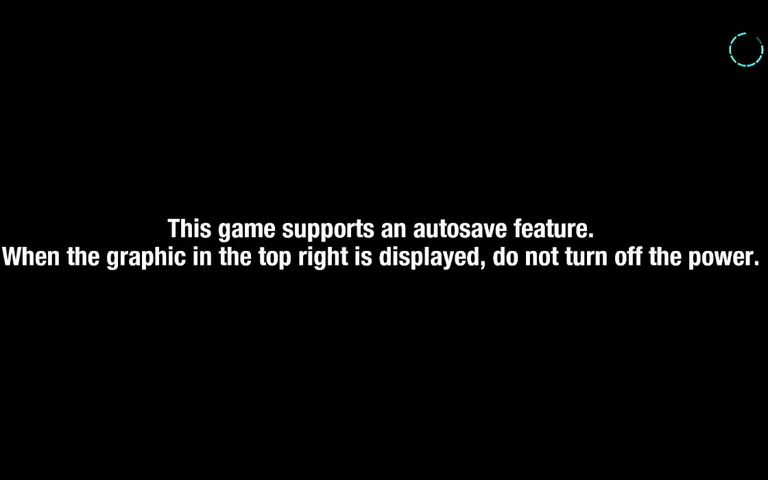 This game supports an autosave feature.
When the graphic in the top right is displayed, do not turn off the power.